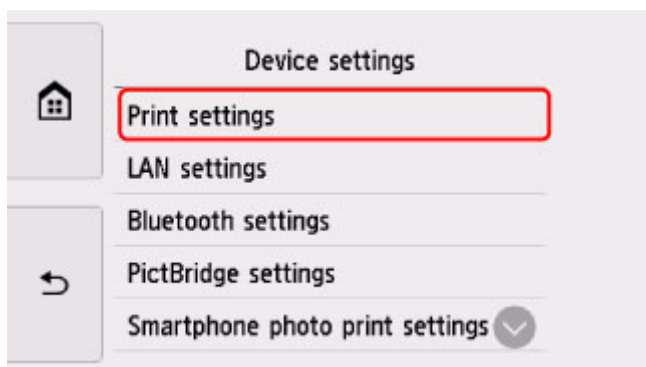 Device settings
Print settings
LAN settings
Bluetooth settings
PictBridge settings
Smartphone photo print settings